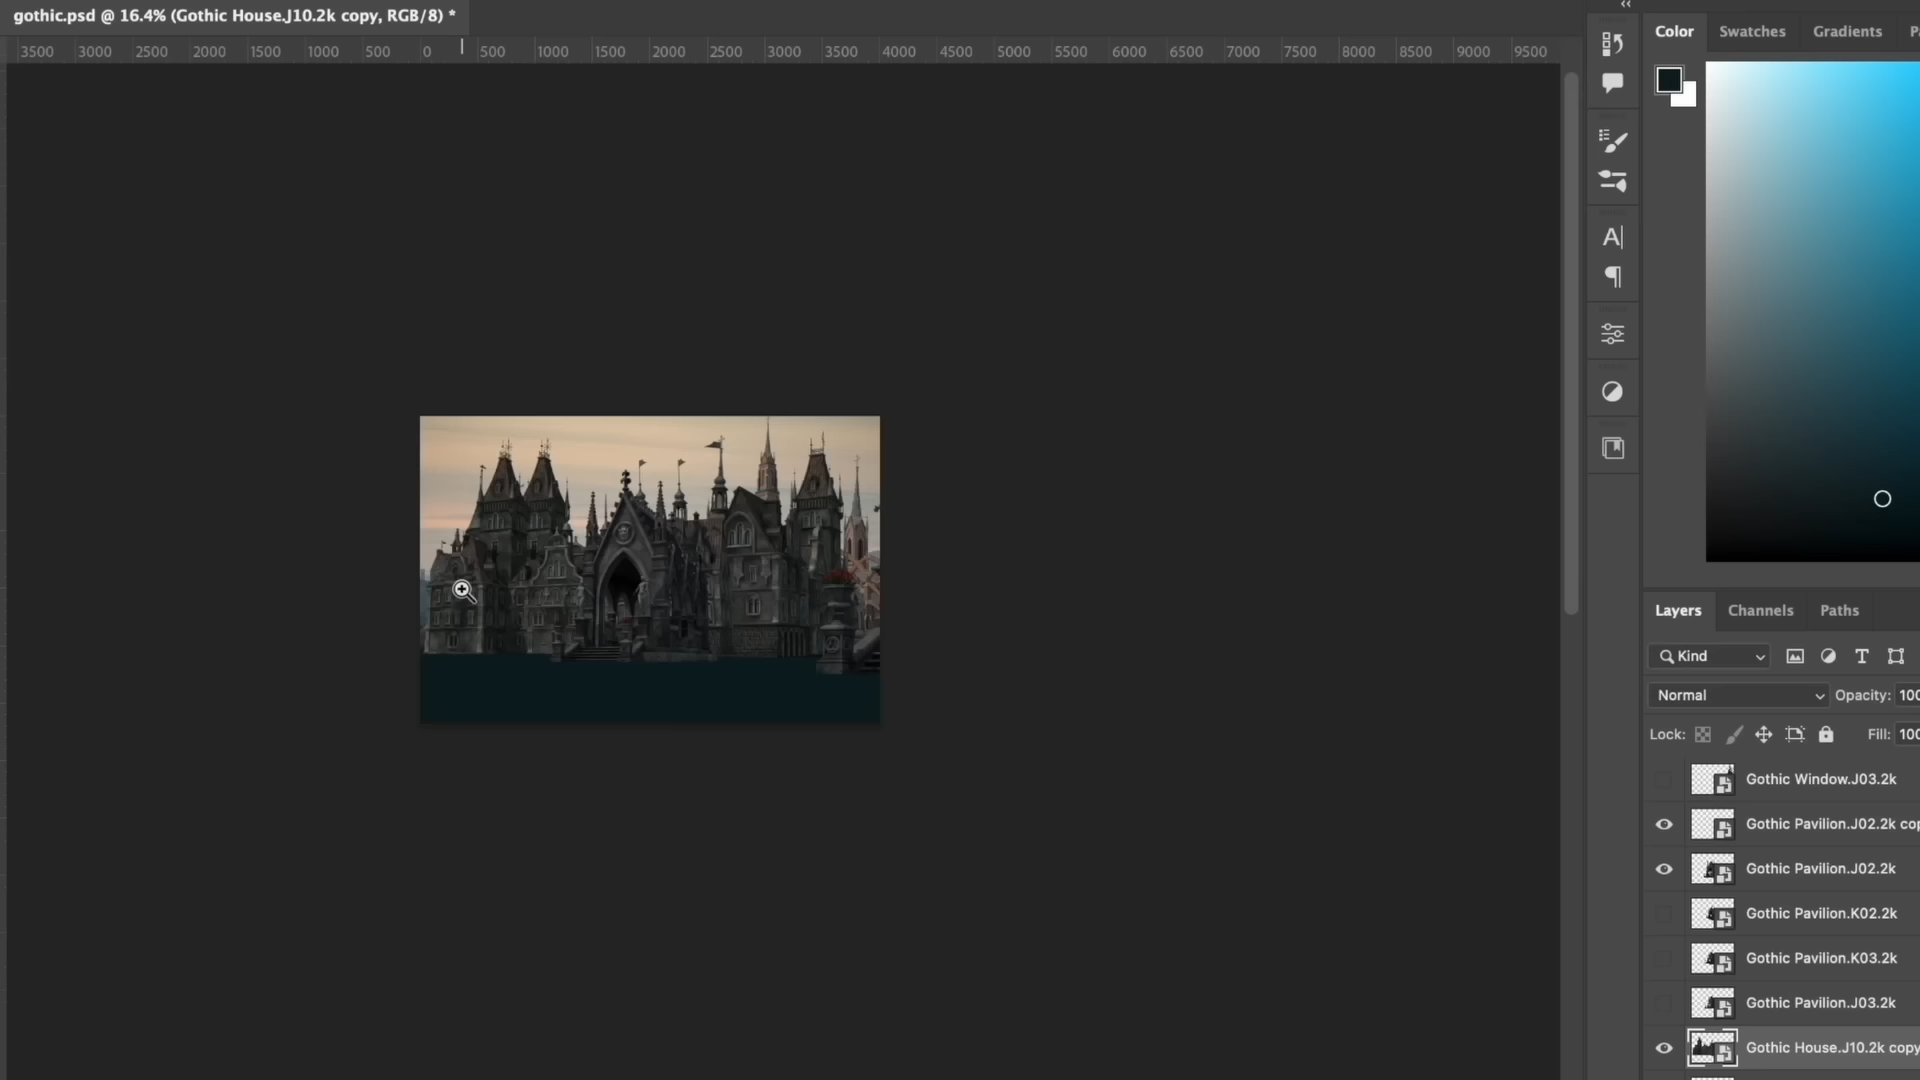 gothic.psd @ 16.4% (Gothic House.J10.2k copy, RGB/8) *
3500 3000 2500 2000 1500 1000 500 0 500 1000 1500 2000 2500 3000 3500 4000 4500 5000 5500 6000 6500 7000 7500 8000 8500 9000 9500
Color Swatches Gradients
Layers Channels Paths
Kind
Normal Opacity: 100
Lock: Fill: 100
Gothic Window.J03.2k
Gothic Pavilion.J02.2k cop
Gothic Pavilion.J02.2k
Gothic Pavilion.K02.2k
Gothic Pavilion.K03.2k
Gothic Pavilion.J03.2k
Gothic House.J10.2k copy